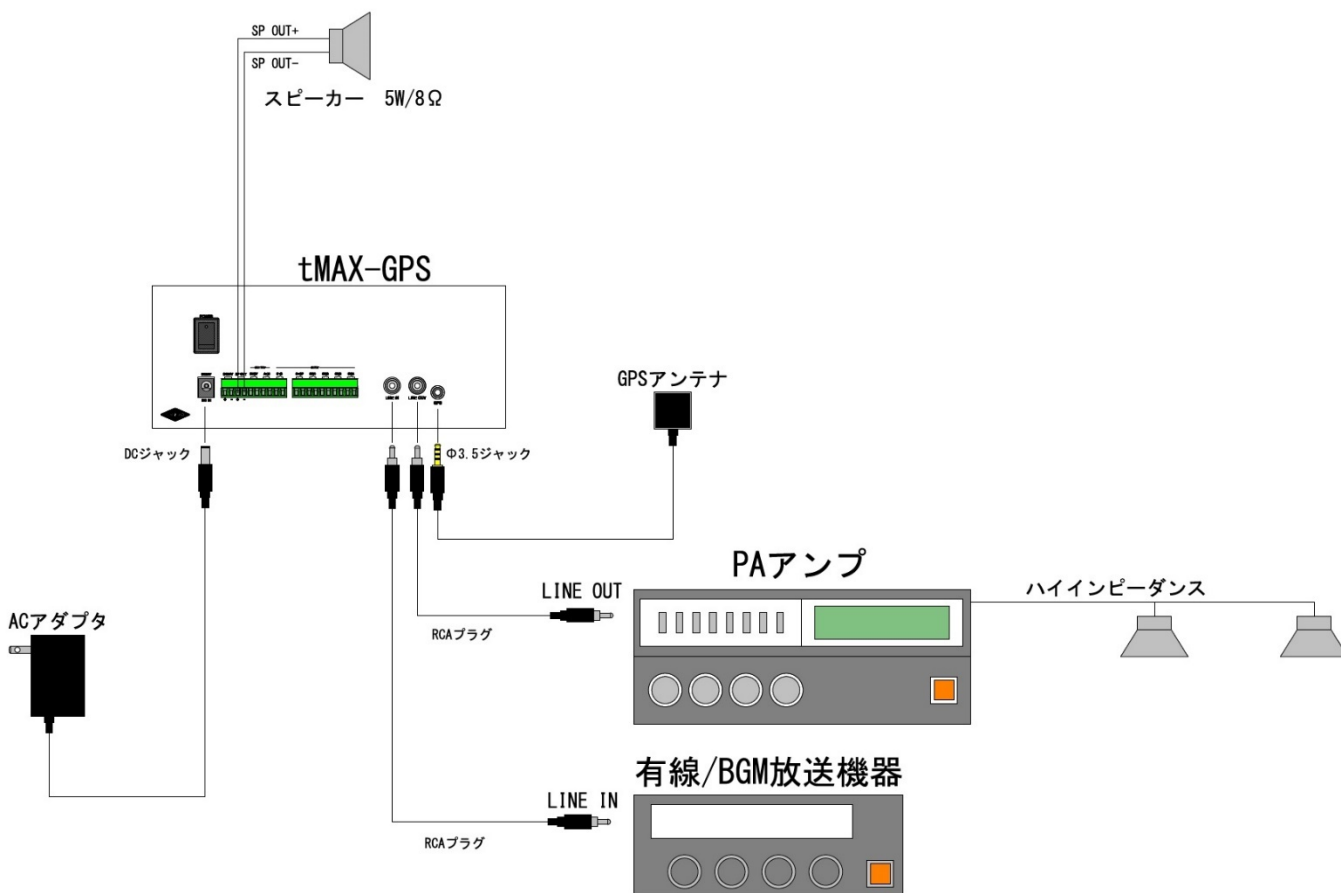 SP OUT+
SP OUT-
スピーカー 5W/8Ω
tMAX-GPS
LINE IN
GPS
DCジャック
Φ3.5ジャック
GPSアンテナ
PAアンプ
LINE OUT
ハイインピーダンス
RCAプラグ
ACアダプタ
有線/BGM放送機器
LINE IN
RCAプラグ